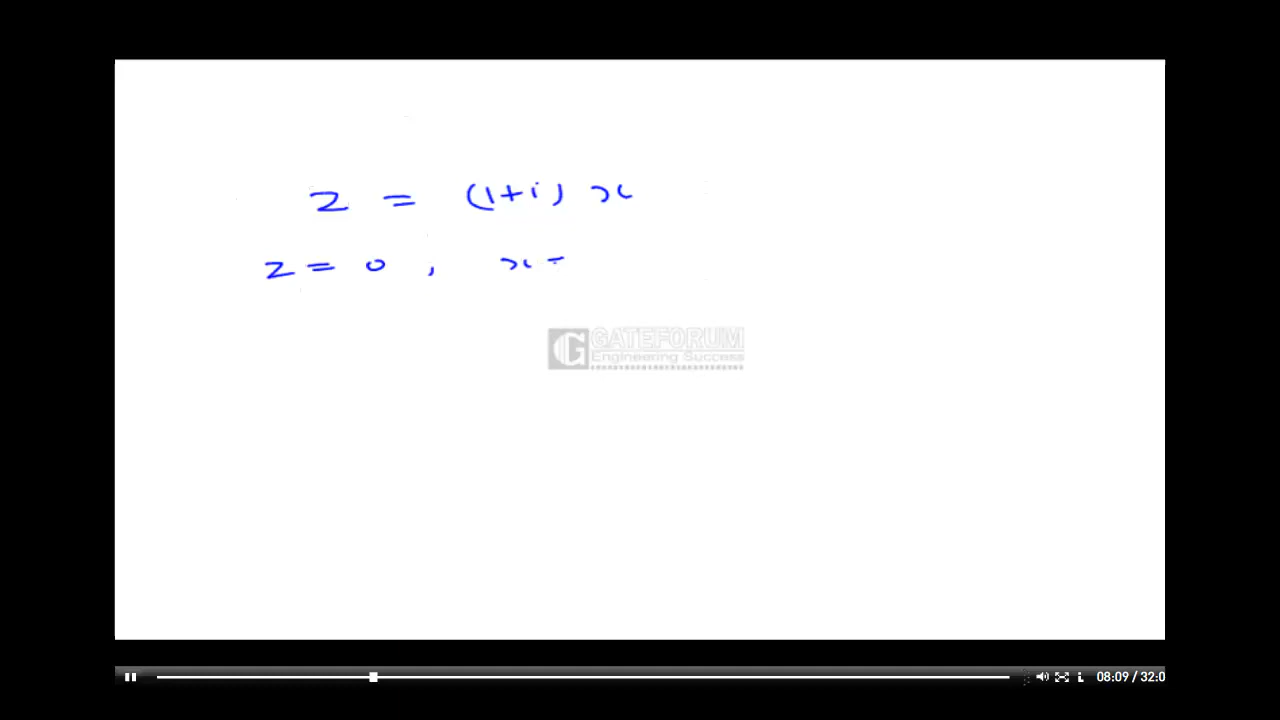 z = (1+i) x
z = 0 , x =
GATEFORUM
Engineering Success
08:09 / 32:0